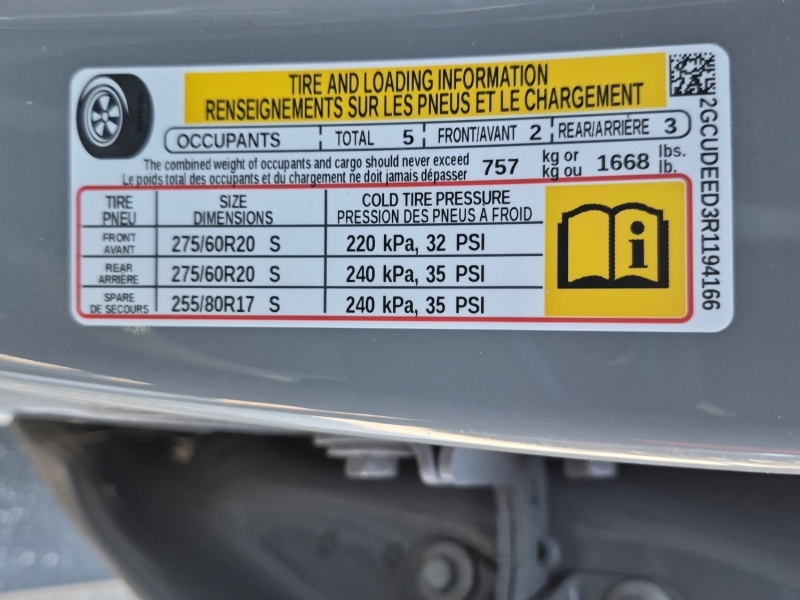 TIRE AND LOADING INFORMATION
RENSEIGNEMENTS SUR LES PNEUS ET LE CHARGEMENT
OCCUPANTS TOTAL 5 FRONT/AVANT 2 REAR/ARRIÈRE 3
The combined weight of occupants and cargo should never exceed 757 kg or 1668 lbs.
Le poids total des occupants et du chargement ne doit jamais dépasser kg ou lb.
TIRE SIZE COLD TIRE PRESSURE
PNEU DIMENSIONS PRESSION DES PNEUS A FROID
FRONT
AVANT 275/60R20 S 220 kPa, 32 PSI
REAR
ARRIÈRE 275/60R20 S 240 kPa, 35 PSI
SPARE
DE SECOURS 255/80R17 S 240 kPa, 35 PSI
i
2GCUDEED3R1194166